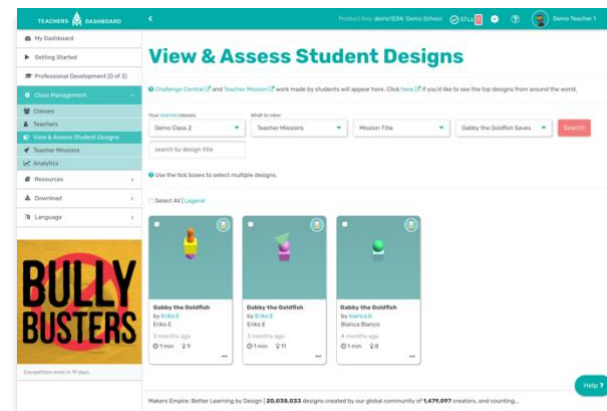 TEACHERS DASHBOARD
Product Key: demo1234: Demo School
STLs
Demo Teacher 1
My Dashboard
Getting Started
Professional Development (0 of 3)
Class Management
Classes
Teachers
View & Assess Student Designs
Teacher Missions
Analytics
Resources
Download
Language
BULLY
BUSTERS
Competition ends in 19 days
View & Assess Student Designs
Challenge Central and Teacher Mission work made by students will appear here. Click here if you'd like to see the top designs from around the world.
Your starred classes:
What to view:
Demo Class 2
Teacher Missions
Mission Title
Gabby the Goldfish Saves
Search
search by design title
Use the tick boxes to select multiple designs.
Select All | Legend
Gabby the Goldfish
by Eriko E
Eriko E
3 months ago
1 min 9
Gabby the Goldfish
by Eriko E
Eriko E
3 months ago
1 min 11
Gabby the Goldfish
Bianca Bianco
4 months ago
1 min 8
Help ?
Makers Empire: Better Learning by Design | 20,038,033 designs created by our global community of 1,479,097 creators, and counting...